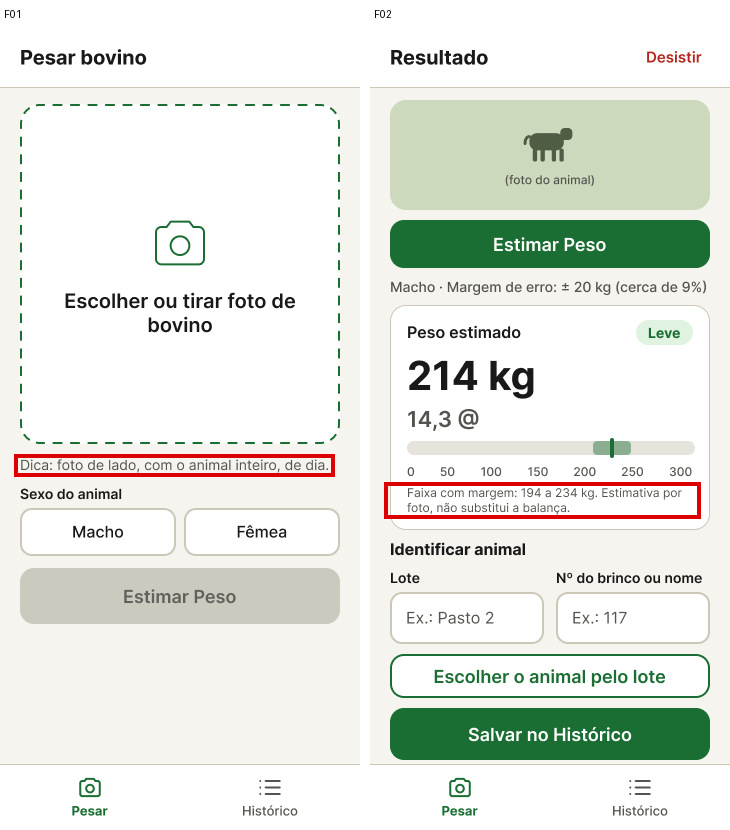 F01
Pesar bovino
Escolher ou tirar foto de
bovino
Dica: foto de lado, com o animal inteiro, de dia.
Sexo do animal
Macho
Fêmea
Estimar Peso
Pesar
Histórico
F02
Resultado
Desistir
(foto do animal)
Estimar Peso
Macho · Margem de erro: ± 20 kg (cerca de 9%)
Peso estimado
Leve
214 kg
14,3 @
0 50 100 150 200 250 300
Faixa com margem: 194 a 234 kg. Estimativa por
foto, não substitui a balança.
Identificar animal
Lote
Nº do brinco ou nome
Ex.: Pasto 2
Ex.: 117
Escolher o animal pelo lote
Salvar no Histórico
Pesar
Histórico